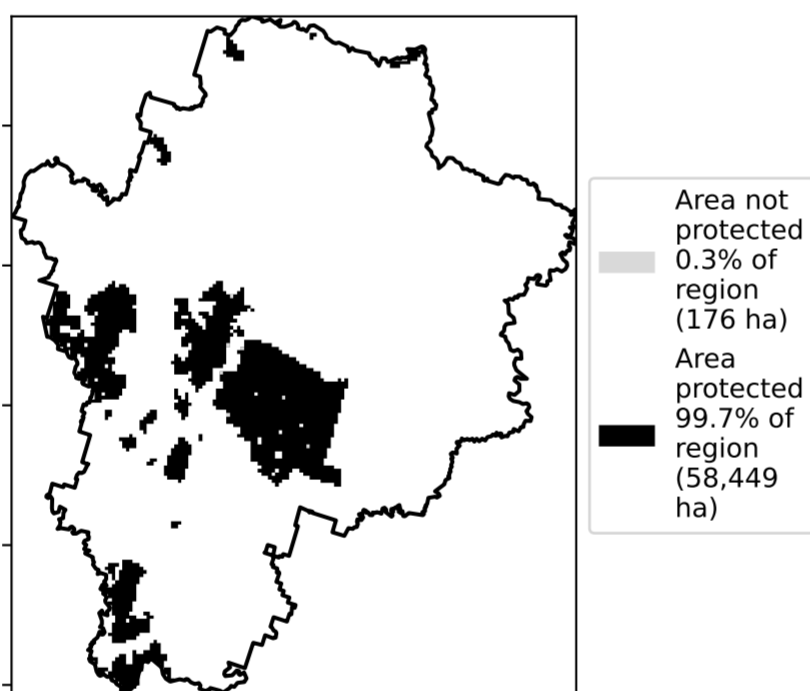 Area not
protected
0.3% of
region
(176 ha)
Area
protected
99.7% of
region
(58,449
ha)